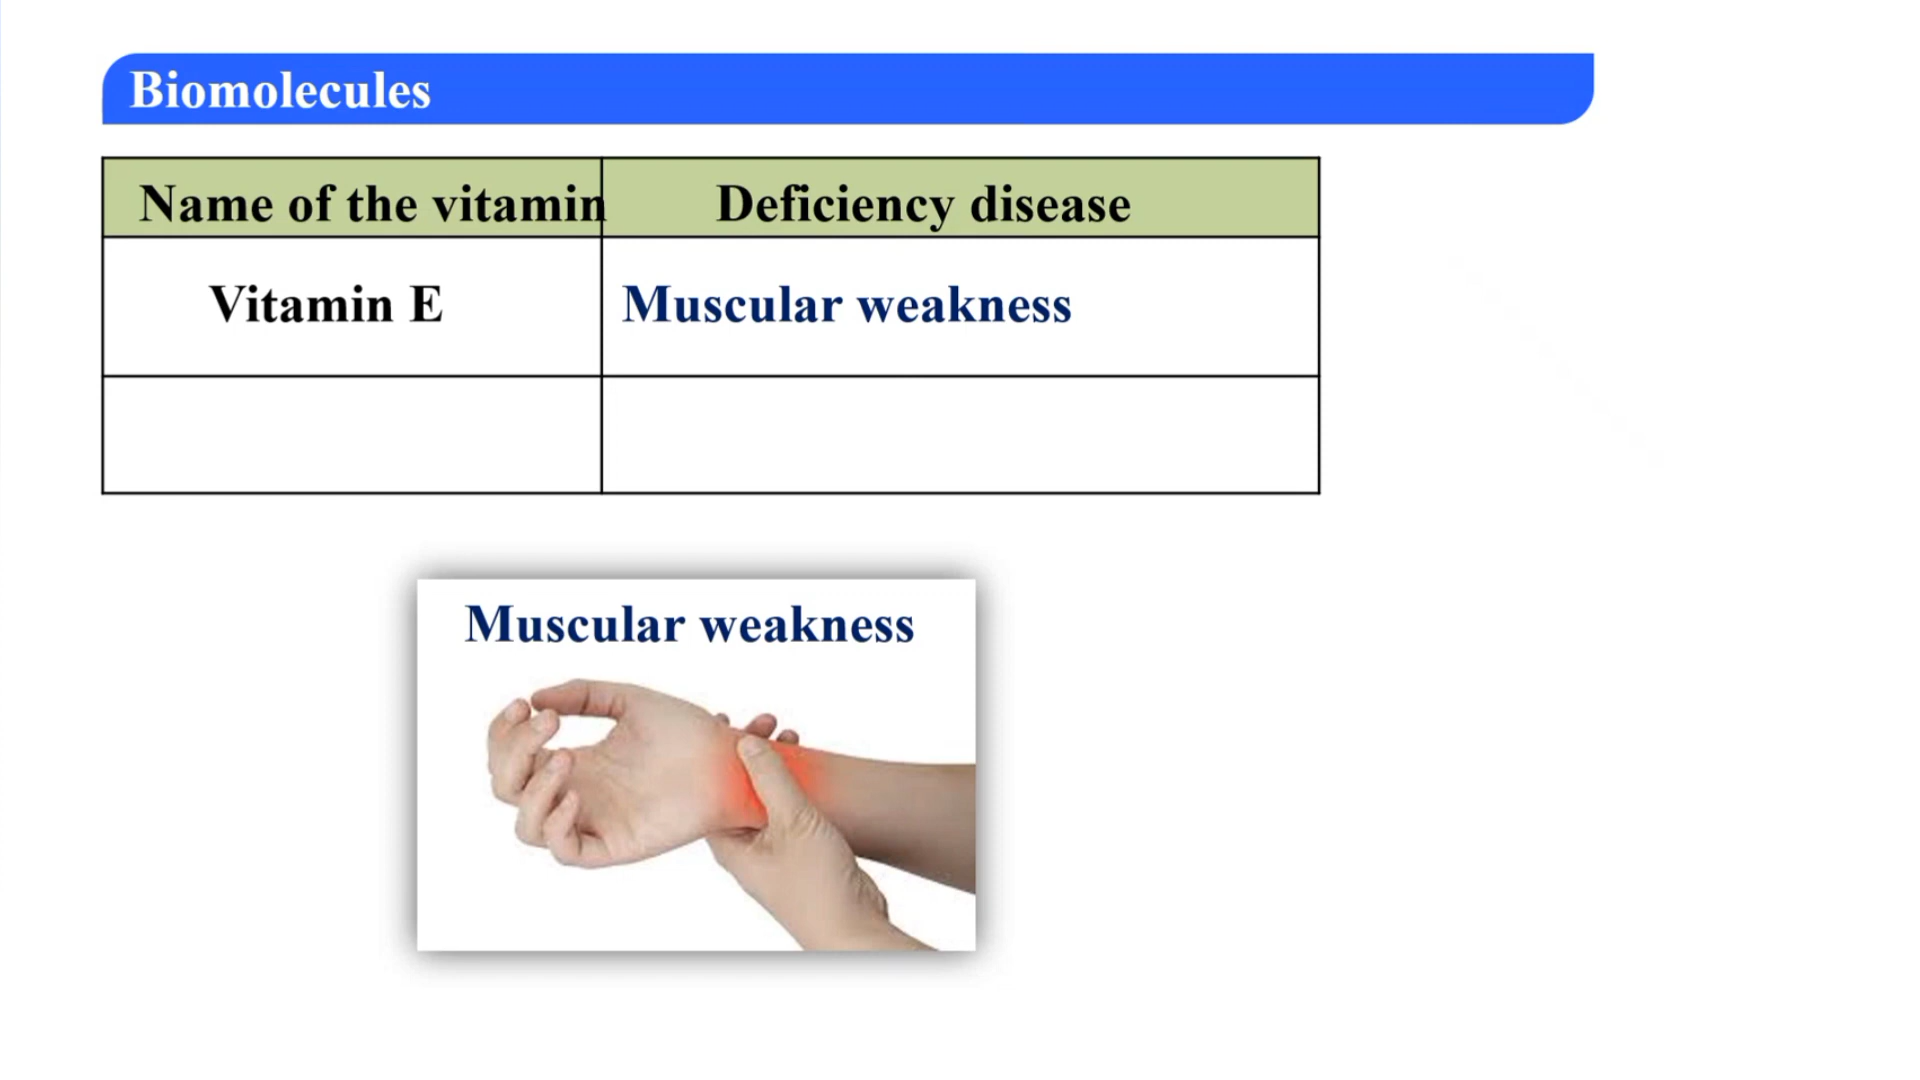 Biomolecules
Name of the vitamin Deficiency disease
Vitamin E Muscular weakness
Muscular weakness